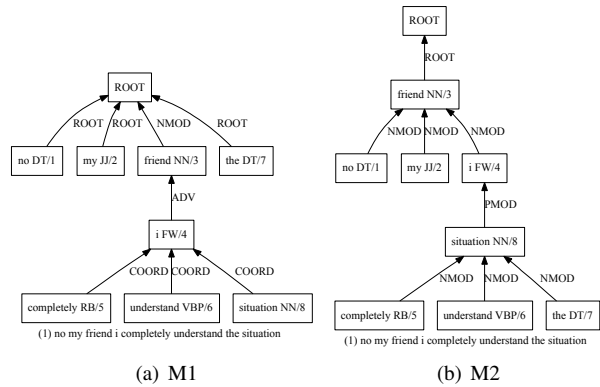 ROOT
ROOT ROOT NMOD ROOT
no DT/1 my JJ/2 friend NN/3 the DT/7
ADV
i FW/4
COORD COORD COORD
completely RB/5 understand VBP/6 situation NN/8
(1) no my friend i completely understand the situation
(a) M1
ROOT
ROOT
friend NN/3
NMOD NMOD NMOD
no DT/1 my JJ/2 i FW/4
PMOD
situation NN/8
NMOD NMOD NMOD
completely RB/5 understand VBP/6 the DT/7
(1) no my friend i completely understand the situation
(b) M2